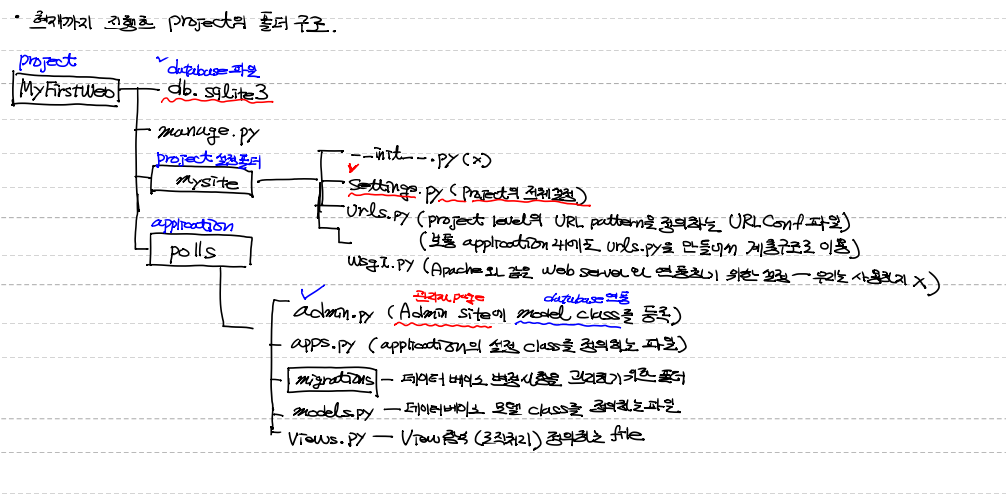 • 현재까지 진행한 project의 폴더 구조.
project
MyFirstWeb
database 파일
db.sqlite3
manage.py
project 설정폴더
mysite
__init__.py (x)
settings.py (project의 전체설정)
urls.py (project level의 URL pattern을 정의하는 URLConf 파일)
(보통 application 내에도 urls.py을 만들어서 계층구조로 이용)
wsgi.py (Apache와 같은 web server와 연동하기 위한 설정 — 우리는 사용하지 X)
application
polls
관리자 page
database 연동
admin.py (Admin site에 model class를 등록)
apps.py (application의 설정 class를 정의하는 파일)
migrations — 데이터베이스 변경사항을 관리하기 위한 폴더
models.py — 데이터베이스 모델 class를 정의하는 파일
views.py — View 함수 (로직처리) 정의하는 file